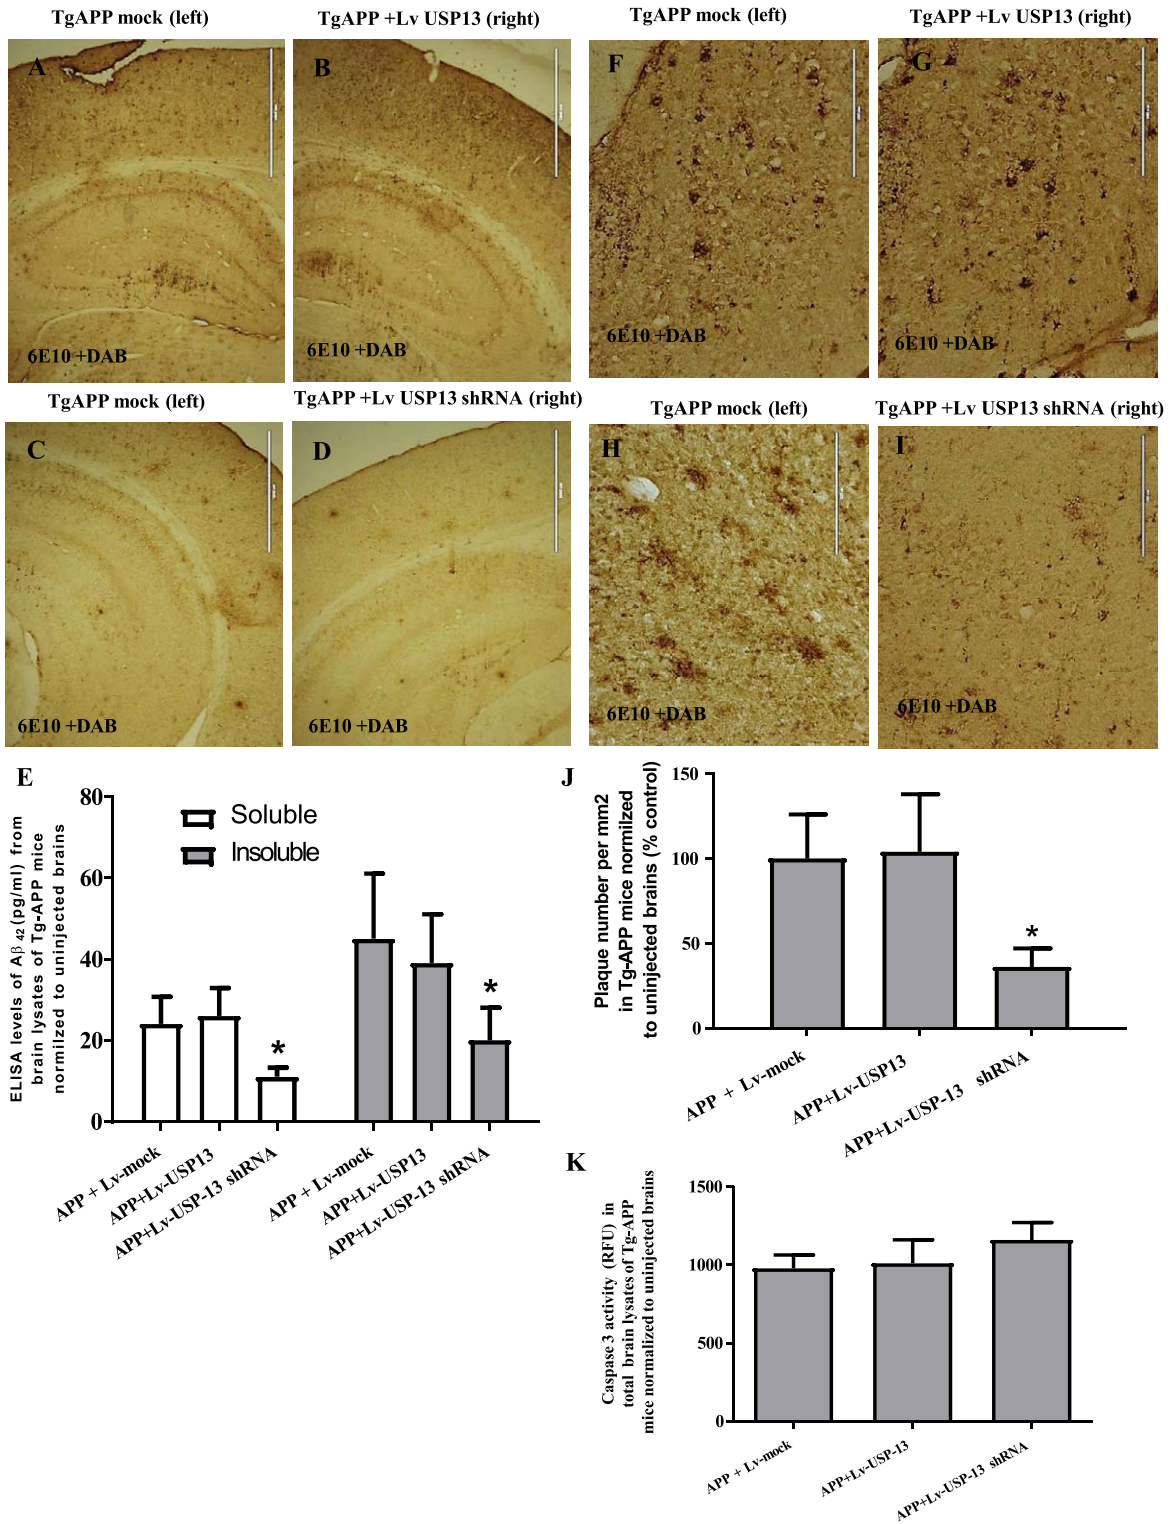 TgAPP mock (left)
TgAPP +Lv USP13 (right)
TgAPP mock (left)
TgAPP +Lv USP13 (right)
A
B
F
G
6E10 +DAB
6E10 +DAB
6E10 +DAB
6E10 +DAB
TgAPP mock (left)
TgAPP +Lv USP13 shRNA (right)
TgAPP mock (left)
TgAPP +Lv USP13 shRNA (right)
C
D
H
I
6E10 +DAB
6E10 +DAB
6E10 +DAB
6E10 +DAB
E
ELISA levels of Aβ 42 (pg/ml) from
brain lysates of Tg-APP mice
normilized to uninjected brains
80
60
40
20
0
Soluble
Insoluble
*
*
APP + Lv-mock
APP+Lv-USP13
APP+Lv-USP-13 shRNA
APP + Lv-mock
APP+Lv-USP13
APP+Lv-USP-13 shRNA
J
Plaque number per mm2
in Tg-APP mice normilzed
to uninjected brains (% control)
150
100
50
0
*
APP + Lv-mock
APP+Lv-USP13
APP+Lv-USP-13 shRNA
K
Caspase 3 activity (RFU) in
total brain lysates of Tg-APP
mice normalized to uninjected brains
1500
1000
500
0
APP + Lv-mock
APP+Lv-USP-13
APP+Lv-USP-13 shRNA